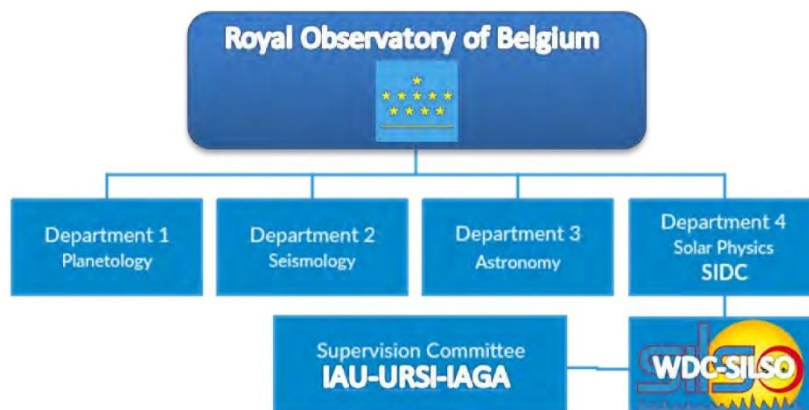 Royal Observatory of Belgium
Department 1
Planetology
Department 2
Seismology
Department 3
Astronomy
Department 4
Solar Physics
SIDC
Supervision Committee
IAU-URSI-IAGA
silso
WDC-SILSO